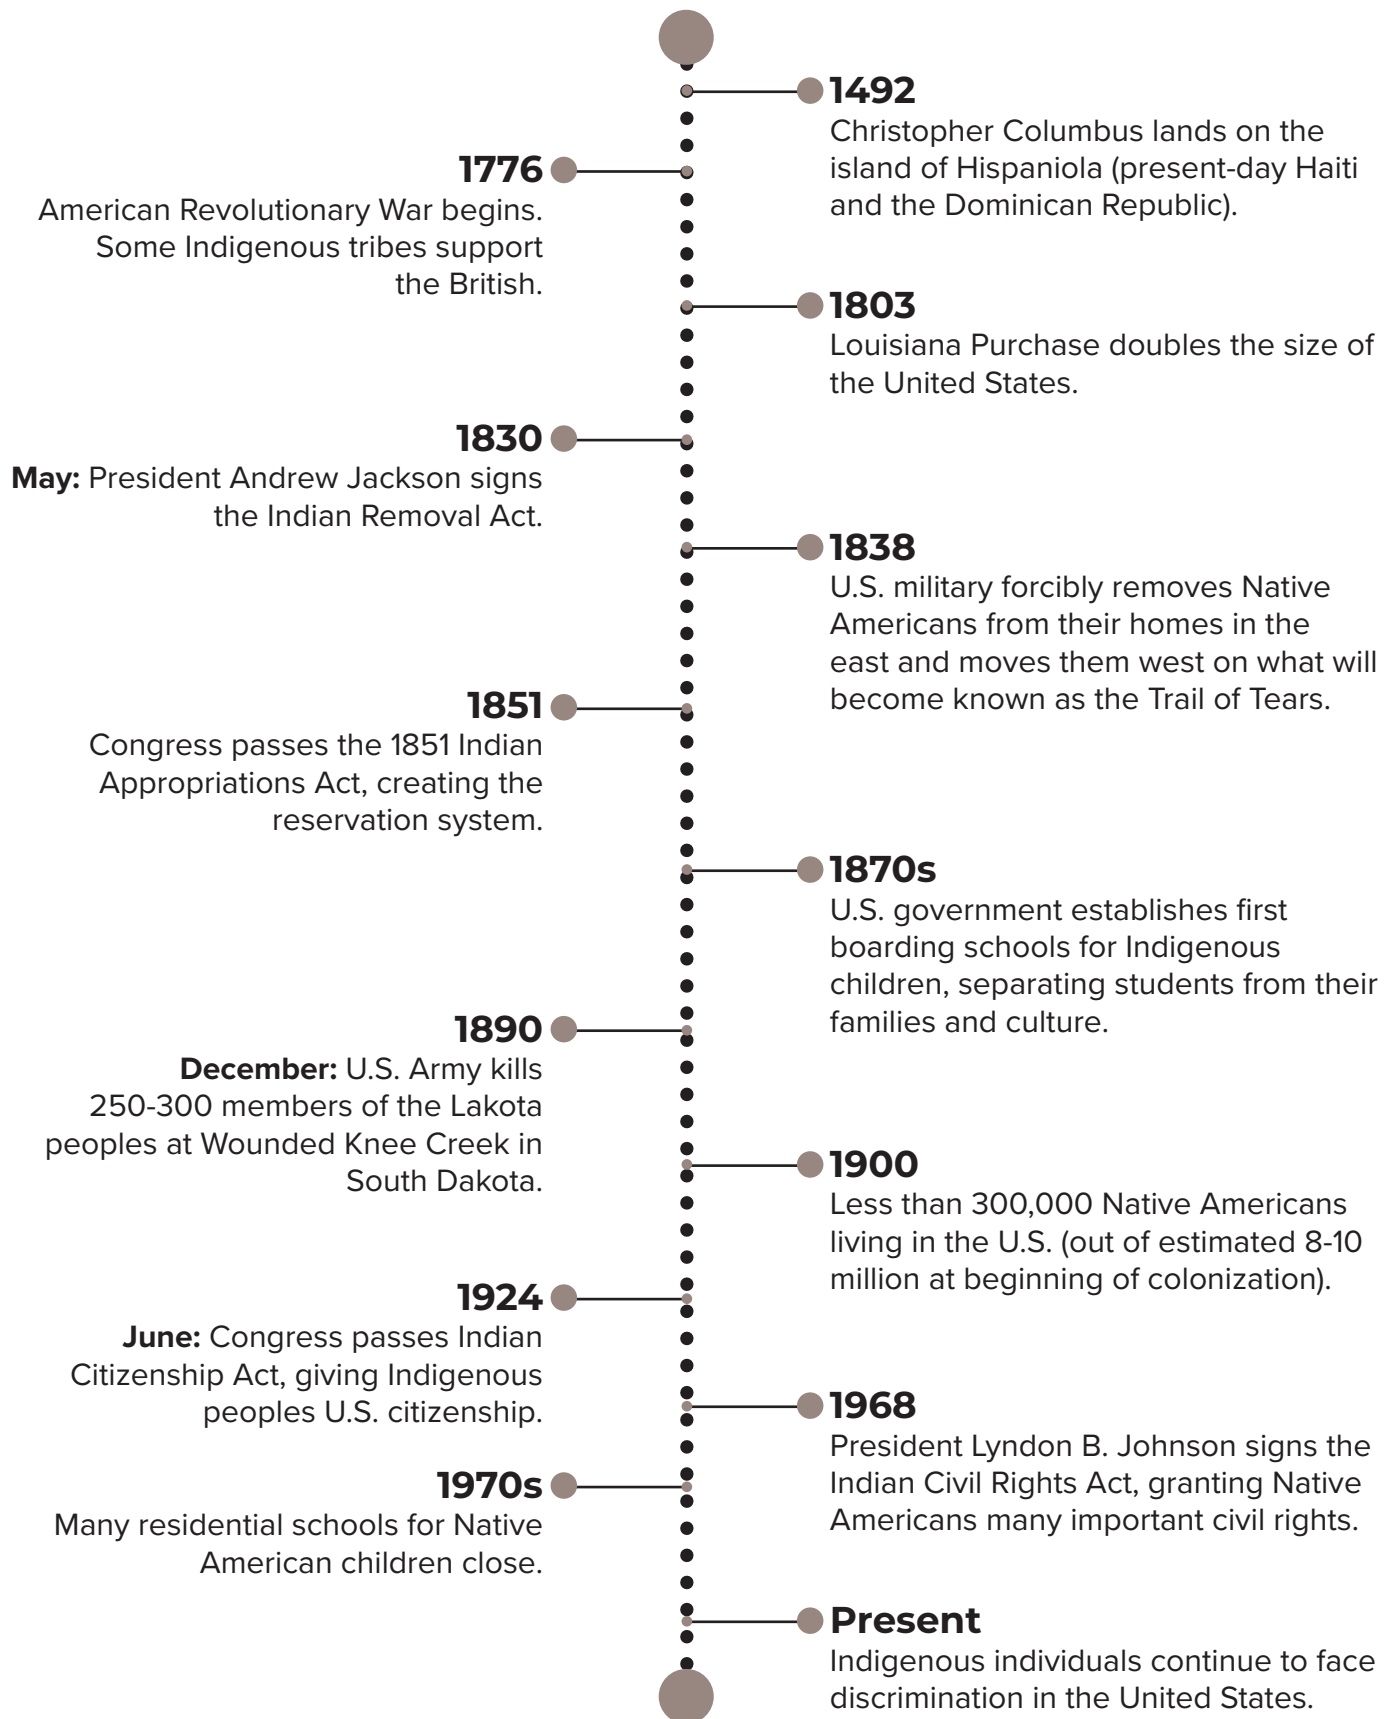 1492
Christopher Columbus lands on the
island of Hispaniola (present-day Haiti
and the Dominican Republic).
1776
American Revolutionary War begins.
Some Indigenous tribes support
the British.
1803
Louisiana Purchase doubles the size of
the United States.
1830
May: President Andrew Jackson signs
the Indian Removal Act.
1838
U.S. military forcibly removes Native
Americans from their homes in the
east and moves them west on what will
become known as the Trail of Tears.
1851
Congress passes the 1851 Indian
Appropriations Act, creating the
reservation system.
1870s
U.S. government establishes first
boarding schools for Indigenous
children, separating students from their
families and culture.
1890
December: U.S. Army kills
250-300 members of the Lakota
peoples at Wounded Knee Creek in
South Dakota.
1900
Less than 300,000 Native Americans
living in the U.S. (out of estimated 8-10
million at beginning of colonization).
1924
June: Congress passes Indian
Citizenship Act, giving Indigenous
peoples U.S. citizenship.
1968
President Lyndon B. Johnson signs the
Indian Civil Rights Act, granting Native
Americans many important civil rights.
1970s
Many residential schools for Native
American children close.
Present
Indigenous individuals continue to face
discrimination in the United States.